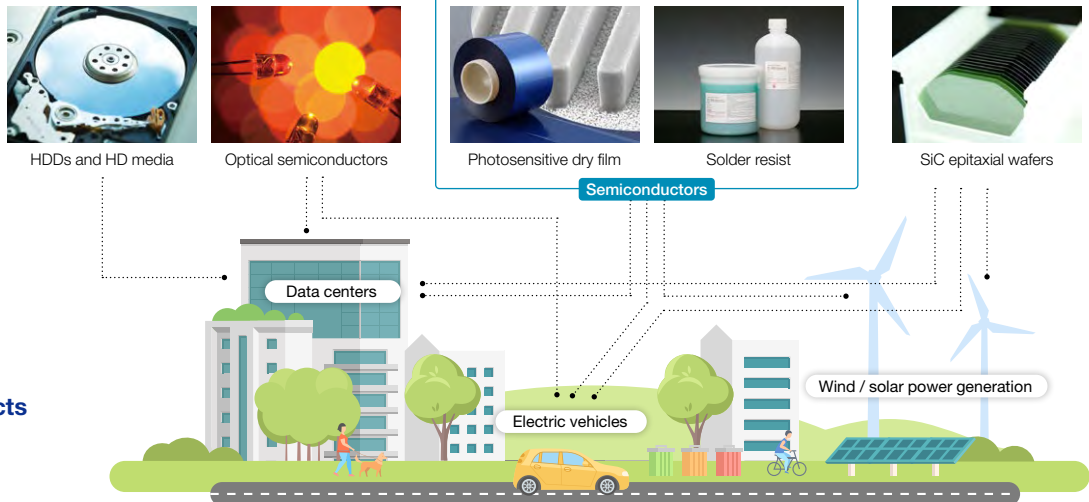 HDDs and HD media
Optical semiconductors
Photosensitive dry film
Solder resist
SiC epitaxial wafers
Semiconductors
Data centers
Wind / solar power generation
cts
Electric vehicles